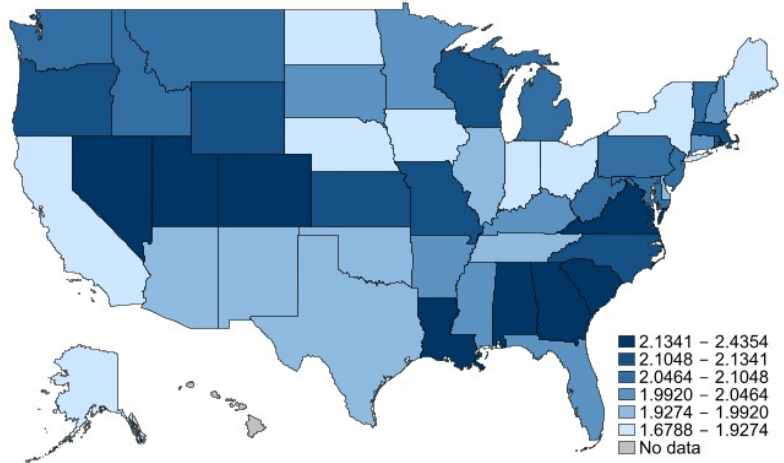 2.1341 – 2.4354
2.1048 – 2.1341
2.0464 – 2.1048
1.9920 – 2.0464
1.9274 – 1.9920
1.6788 – 1.9274
No data